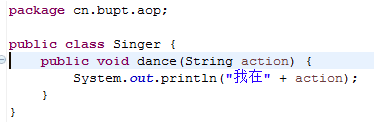 package cn.bupt.aop;
public class Singer {
public void dance(String action) {
System.out.println("我在" + action);
}
}